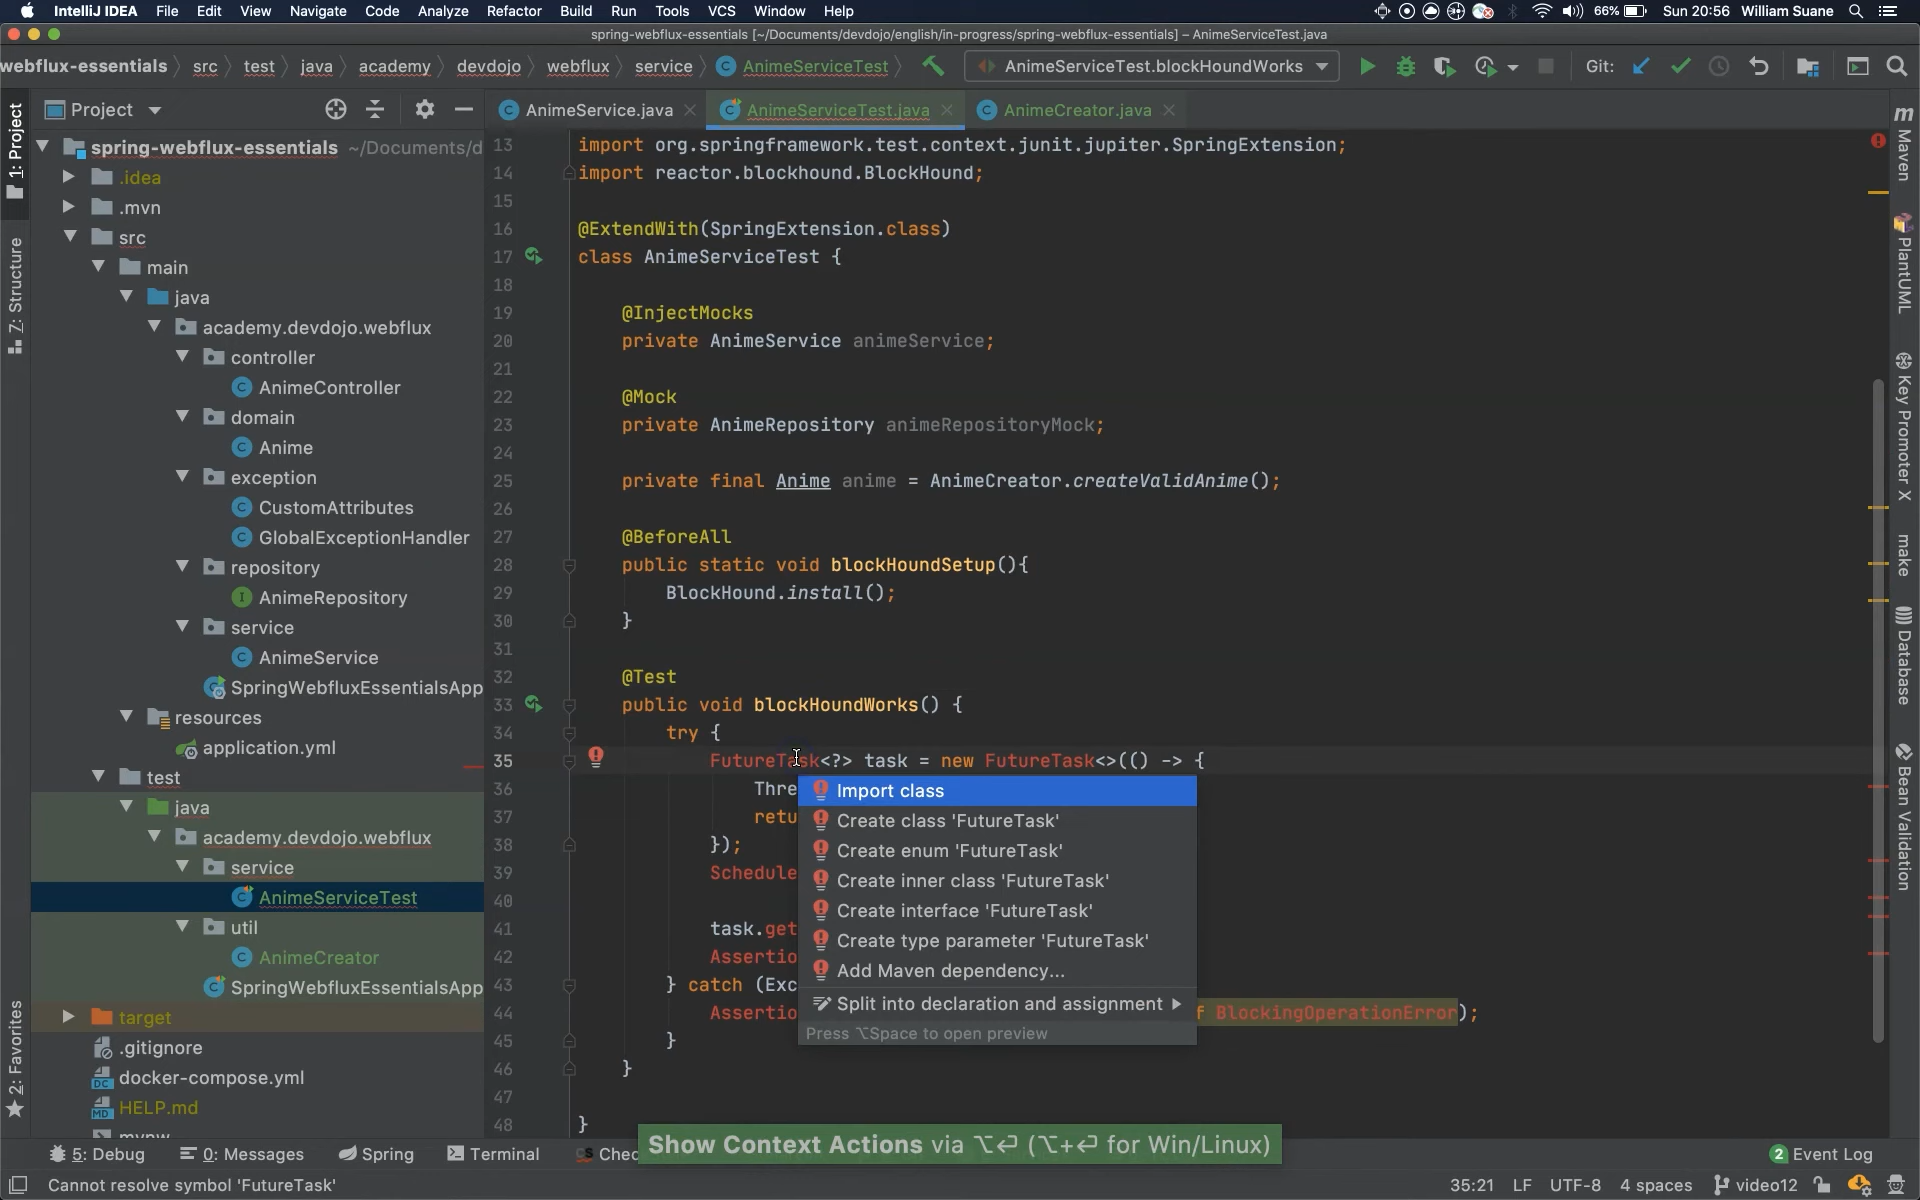 IntelliJ IDEA File Edit View Navigate Code Analyze Refactor Build Run Tools VCS Window Help 66% Sun 20:56 William Suane
spring-webflux-essentials [~/Documents/devdojo/english/in-progress/spring-webflux-essentials] – AnimeServiceTest.java
webflux-essentials src test java academy devdojo webflux service AnimeServiceTest AnimeServiceTest.blockHoundWorks Git:
Project
AnimeService.java AnimeServiceTest.java AnimeCreator.java
1: Project
7: Structure
2: Favorites
spring-webflux-essentials ~/Documents/d
.idea
.mvn
src
main
java
academy.devdojo.webflux
controller
AnimeController
domain
Anime
exception
CustomAttributes
GlobalExceptionHandler
repository
AnimeRepository
service
AnimeService
SpringWebfluxEssentialsApp
resources
application.yml
test
java
academy.devdojo.webflux
service
AnimeServiceTest
util
AnimeCreator
SpringWebfluxEssentialsApp
target
.gitignore
docker-compose.yml
HELP.md
mvnw
13 import org.springframework.test.context.junit.jupiter.SpringExtension;
14 import reactor.blockhound.BlockHound;
15
16 @ExtendWith(SpringExtension.class)
17 class AnimeServiceTest {
18
19 @InjectMocks
20 private AnimeService animeService;
21
22 @Mock
23 private AnimeRepository animeRepositoryMock;
24
25 private final Anime anime = AnimeCreator.createValidAnime();
26
27 @BeforeAll
28 public static void blockHoundSetup(){
29 BlockHound.install();
30 }
31
32 @Test
33 public void blockHoundWorks() {
34 try {
35 FutureTask<?> task = new FutureTask<>(() -> {
36 Thre
37 retu
38 });
39 Schedule
40
41 task.get
42 Assertio
43 } catch (Exc
44 Assertio f BlockingOperationError);
45 }
46 }
47
48 }
Import class
Create class 'FutureTask'
Create enum 'FutureTask'
Create inner class 'FutureTask'
Create interface 'FutureTask'
Create type parameter 'FutureTask'
Add Maven dependency...
Split into declaration and assignment
Press ⌥Space to open preview
Show Context Actions via ⌥⏎ (⌥+⏎ for Win/Linux)
m Maven
PlantUML
Key Promoter X
make
Database
Bean Validation
5: Debug 0: Messages Spring Terminal CS Chec 2 Event Log
Cannot resolve symbol 'FutureTask' 35:21 LF UTF-8 4 spaces video12